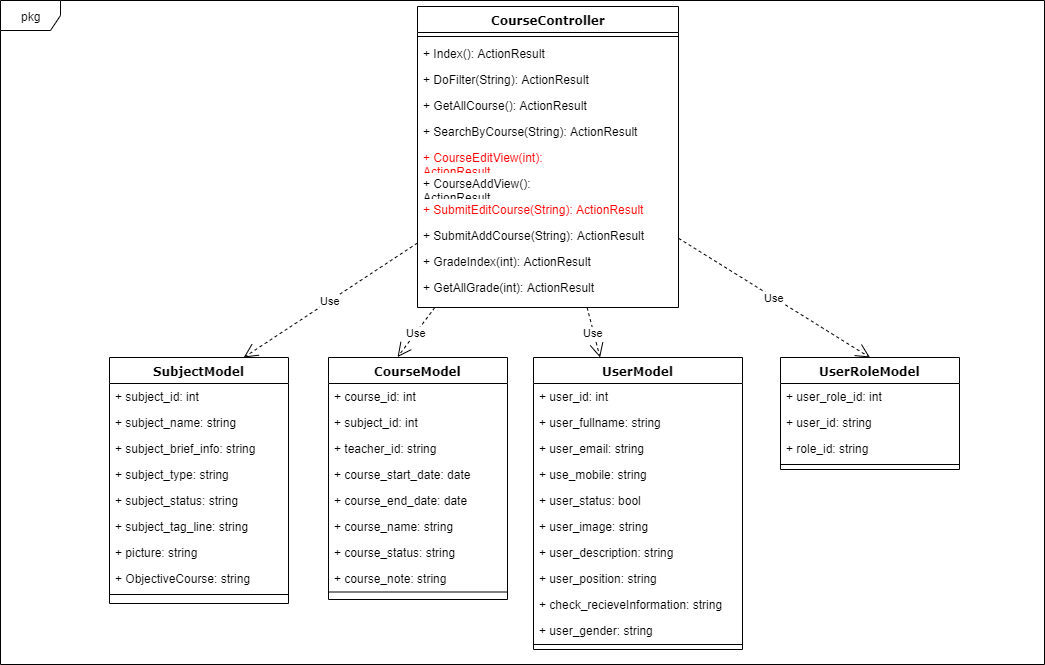 pkg
CourseController
+ Index(): ActionResult
+ DoFilter(String): ActionResult
+ GetAllCourse(): ActionResult
+ SearchByCourse(String): ActionResult
+ CourseEditView(int):
ActionResult
+ CourseAddView():
ActionResult
+ SubmitEditCourse(String): ActionResult
+ SubmitAddCourse(String): ActionResult
+ GradeIndex(int): ActionResult
+ GetAllGrade(int): ActionResult
Use
Use
Use
Use
SubjectModel
+ subject_id: int
+ subject_name: string
+ subject_brief_info: string
+ subject_type: string
+ subject_status: string
+ subject_tag_line: string
+ picture: string
+ ObjectiveCourse: string
CourseModel
+ course_id: int
+ subject_id: int
+ teacher_id: string
+ course_start_date: date
+ course_end_date: date
+ course_name: string
+ course_status: string
+ course_note: string
UserModel
+ user_id: int
+ user_fullname: string
+ user_email: string
+ use_mobile: string
+ user_status: bool
+ user_image: string
+ user_description: string
+ user_position: string
+ check_recieveInformation: string
+ user_gender: string
UserRoleModel
+ user_role_id: int
+ user_id: string
+ role_id: string